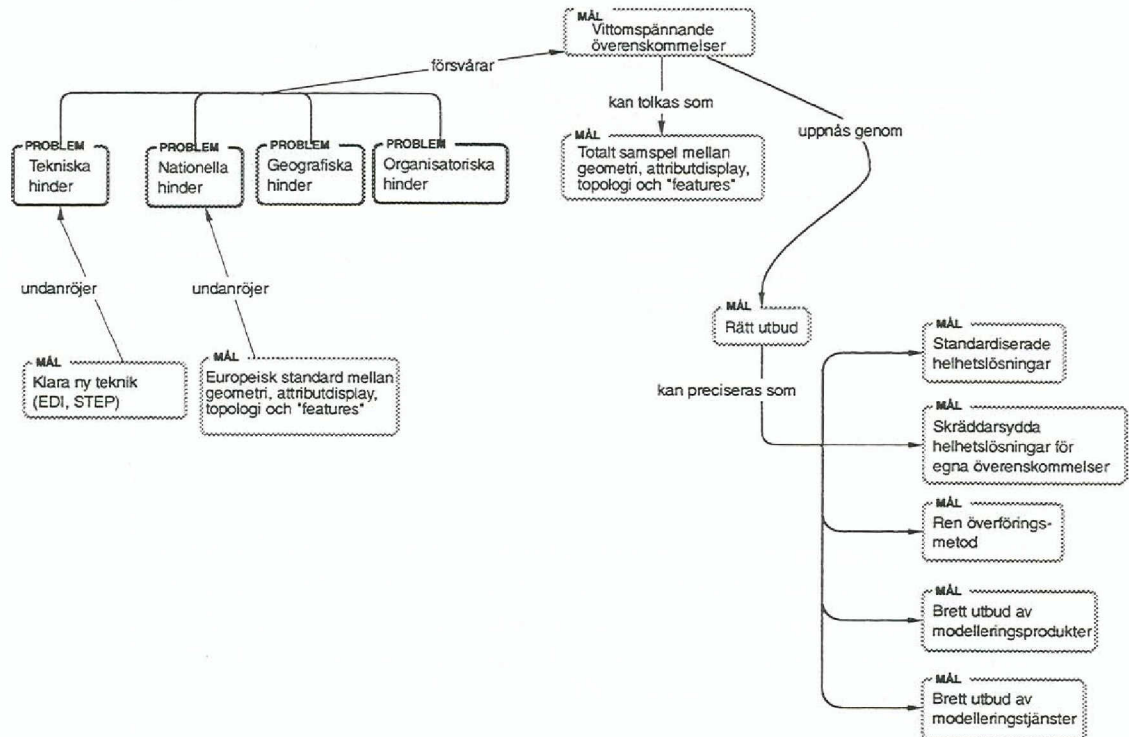 MÅL
Vittomspännande
överenskommelser
försvårar
kan tolkas som
uppnås genom
PROBLEM
Tekniska
hinder
PROBLEM
Nationella
hinder
PROBLEM
Geografiska
hinder
PROBLEM
Organisatoriska
hinder
MÅL
Totalt samspel mellan
geometri, attributdisplay,
topologi och "features"
undanröjer
undanröjer
MÅL
Klara ny teknik
(EDI, STEP)
MÅL
Europeisk standard mellan
geometri, attributdisplay,
topologi och "features"
MÅL
Rätt utbud
kan preciseras som
MÅL
Standardiserade
helhetslösningar
MÅL
Skräddarsydda
helhetslösningar för
egna överenskommelser
MÅL
Ren överförings-
metod
MÅL
Brett utbud av
modelleringsprodukter
MÅL
Brett utbud av
modelleringstjänster